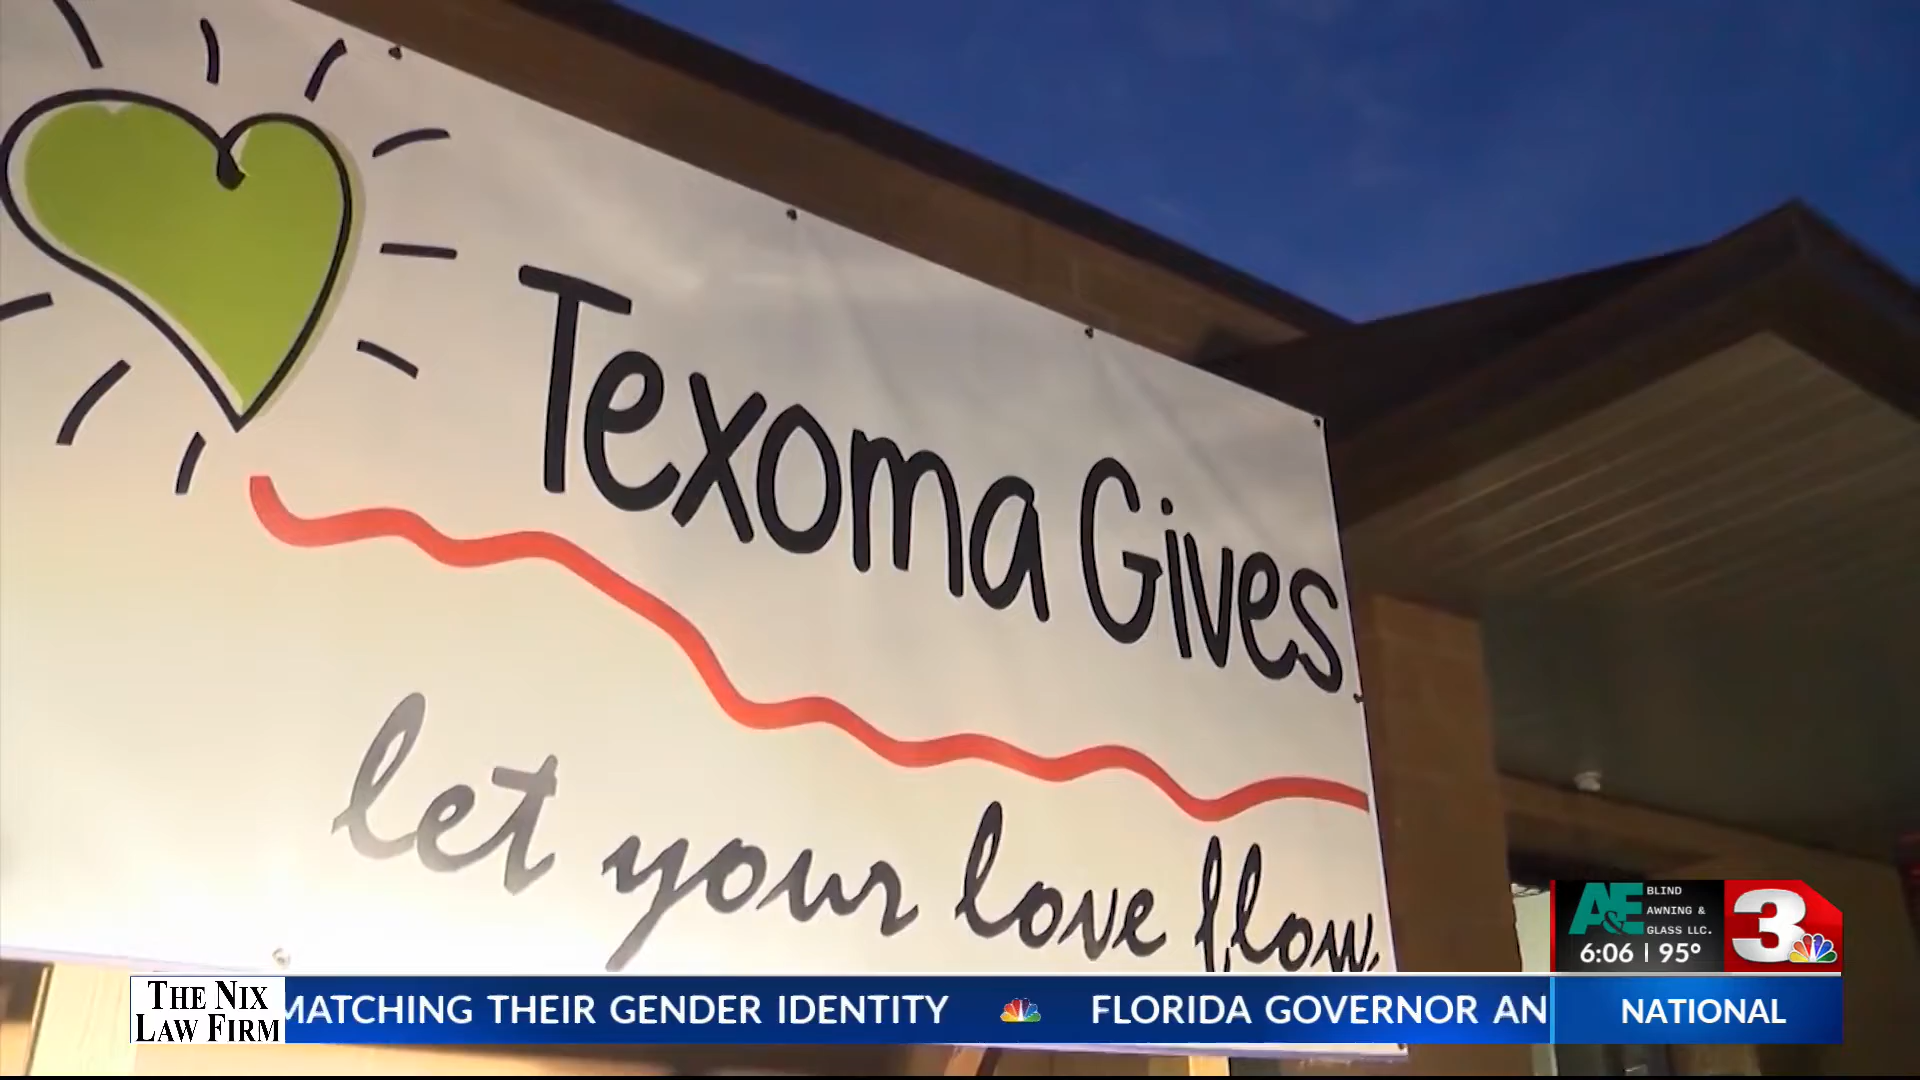 Texoma Gives
let your love flow.
A&E
BLIND
AWNING &
GLASS LLC.
6:06 | 95°
3
THE NIX
LAW FIRM
MATCHING THEIR GENDER IDENTITY
FLORIDA GOVERNOR AN
NATIONAL